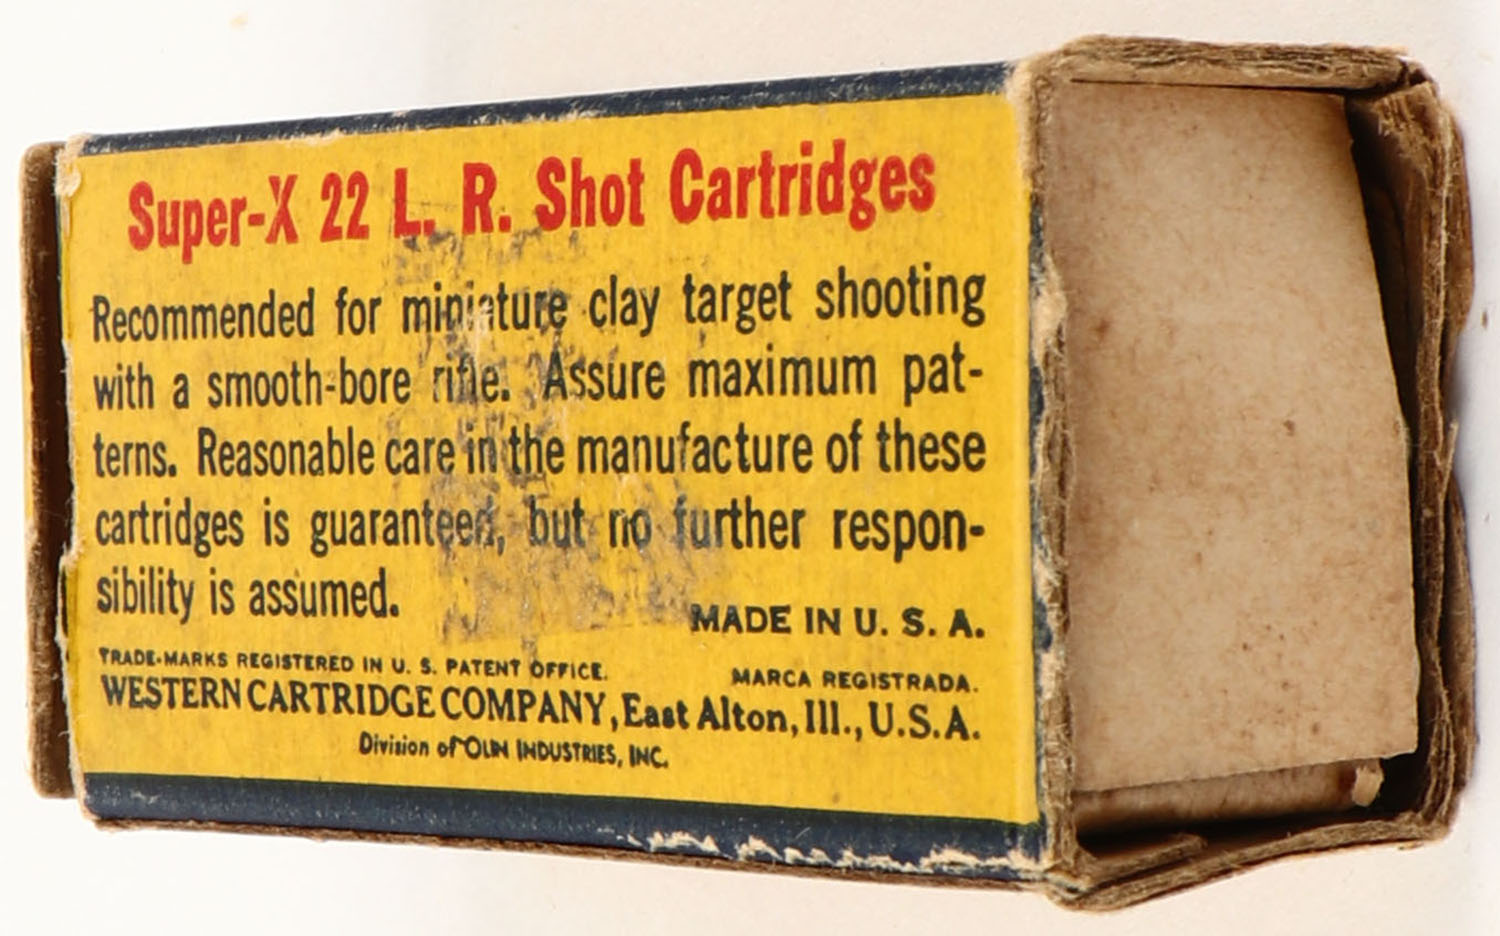 Super-X 22 L. R. Shot Cartridges
Recommended for miniature clay target shooting
with a smooth-bore rifle. Assure maximum pat-
terns. Reasonable care in the manufacture of these
cartridges is guaranteed, but no further respon-
sibility is assumed.
MADE IN U. S. A.
TRADE-MARKS REGISTERED IN U. S. PATENT OFFICE. MARCA REGISTRADA.
WESTERN CARTRIDGE COMPANY, East Alton, Ill., U.S.A.
Division of OLIN INDUSTRIES, INC.